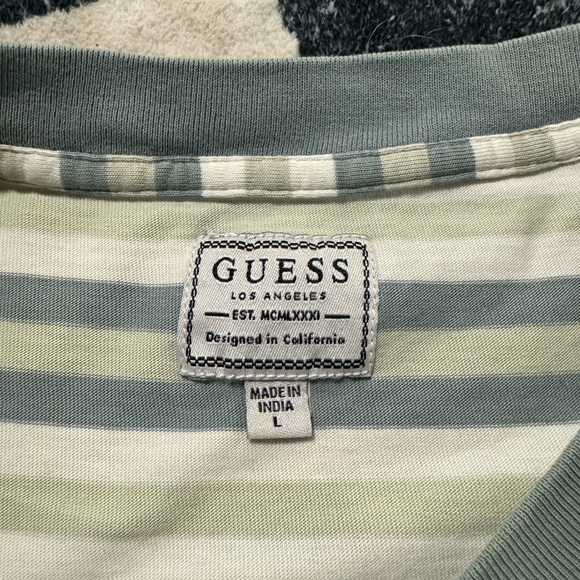 GUESS
LOS ANGELES
EST. MCMLXXXI
Designed in California
MADE IN
INDIA
L